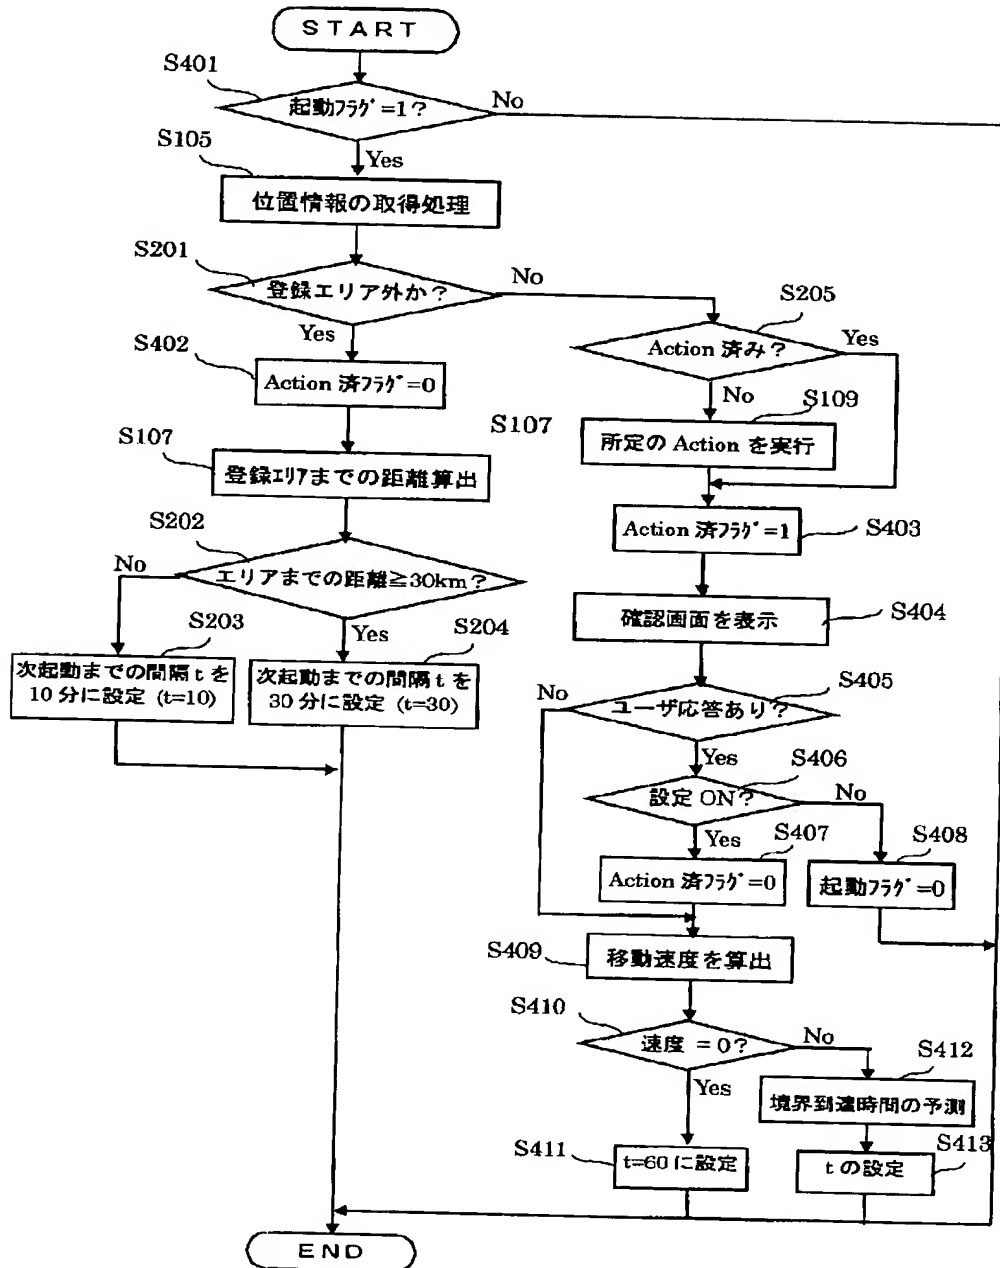 START
S401
起動ﾌﾗｸﾞ=1?
No
Yes
S105
位置情報の取得処理
S201
登録エリア外か?
No
Yes
S402
Action 済ﾌﾗｸﾞ=0
S107
登録ｴﾘｱまでの距離算出
S202
エリアまでの距離≧30km?
No
Yes
S203
次起動までの間隔 t を
10 分に設定 (t=10)
S204
次起動までの間隔 t を
30 分に設定 (t=30)
S205
Action 済み?
Yes
No
S109
S107
所定の Action を実行
Action 済ﾌﾗｸﾞ=1
S403
確認画面を表示
S404
S405
ユーザ応答あり?
No
Yes
S406
設定 ON?
No
Yes
S407
Action 済ﾌﾗｸﾞ=0
S408
起動ﾌﾗｸﾞ=0
S409
移動速度を算出
S410
速度 =0?
No
Yes
S412
境界到達時間の予測
S411
t=60 に設定
S413
t の設定
END